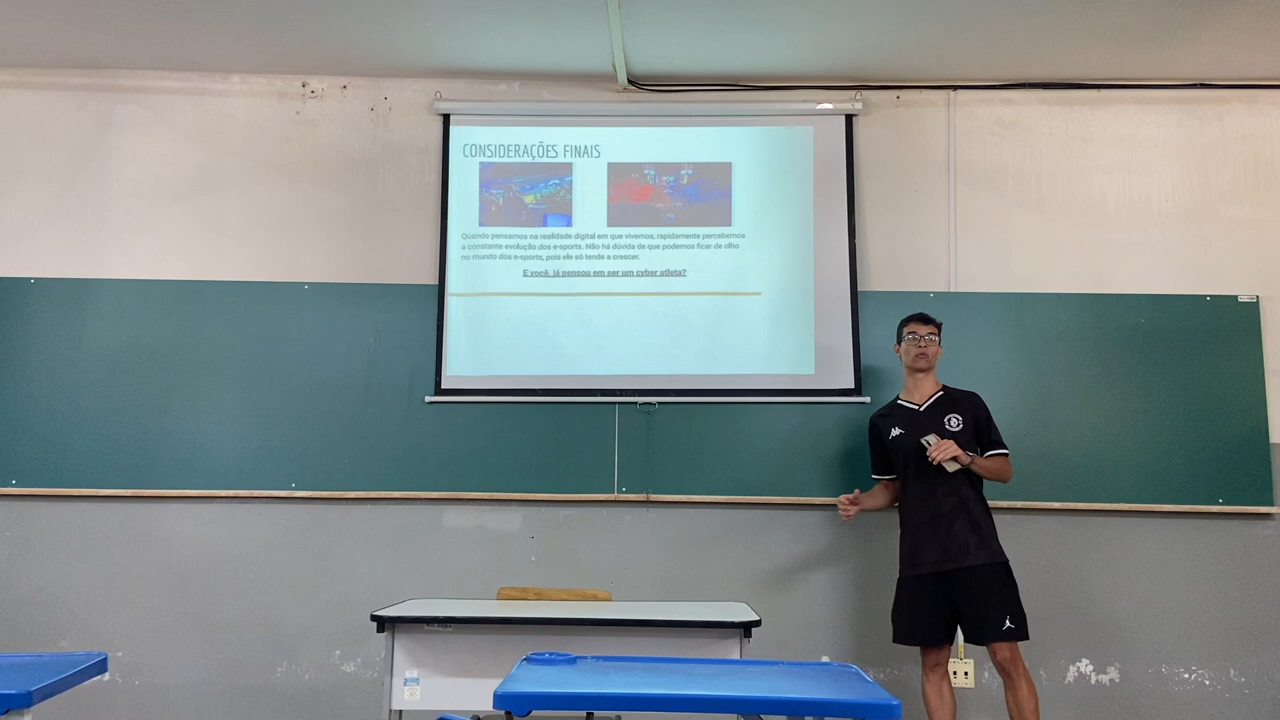 CONSIDERAÇÕES FINAIS
Quando pensamos na realidade digital em que vivemos, rapidamente percebemos
a constante evolução dos e-sports. Não há dúvida de que podemos ficar de olho
no mundo dos e-sports, pois ele só tende a crescer.
E você, já pensou em ser um cyber atleta?